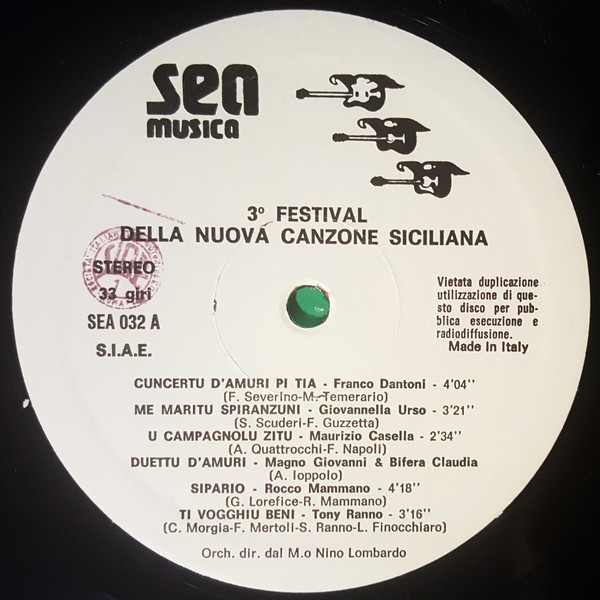 sea
musica
3° FESTIVAL
DELLA NUOVA CANZONE SICILIANA
STEREO
33 giri
SEA 032 A
S.I.A.E.
Vietata duplicazione
utilizzazione di que-
sto disco per pub-
blica esecuzione e
radiodiffusione.
Made in Italy
CUNCERTU D'AMURI PI TIA - Franco Dantoni - 4'04''
(F. Severino-M. Temerario)
ME MARITU SPIRANZUNI - Giovannella Urso - 3'21''
(S. Scuderi-F. Guzzetta)
U CAMPAGNOLU ZITU - Maurizio Casella - 2'34''
(A. Quattrocchi-F. Napoli)
DUETTU D'AMURI - Magno Giovanni & Bifera Claudia
(A. Ioppolo)
SIPARIO - Rocco Mammano - 4'18''
(G. Lorefice-R. Mammano)
TI VOGGHIU BENI - Tony Ranno - 3'16''
(C. Morgia-F. Mertoli-S. Ranno-L. Finocchiaro)
Orch. dir. dal M.o Nino Lombardo